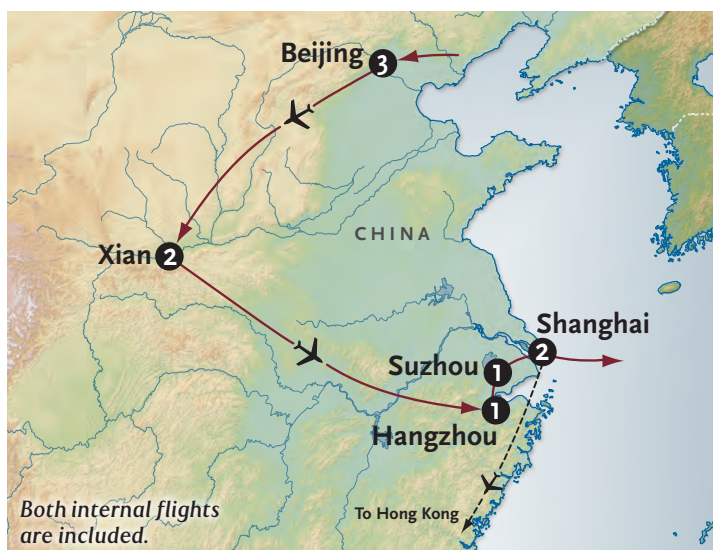 Beijing 3
CHINA
Xian 2
Shanghai
2
Suzhou 1
1
Hangzhou
To Hong Kong
Both internal flights
are included.